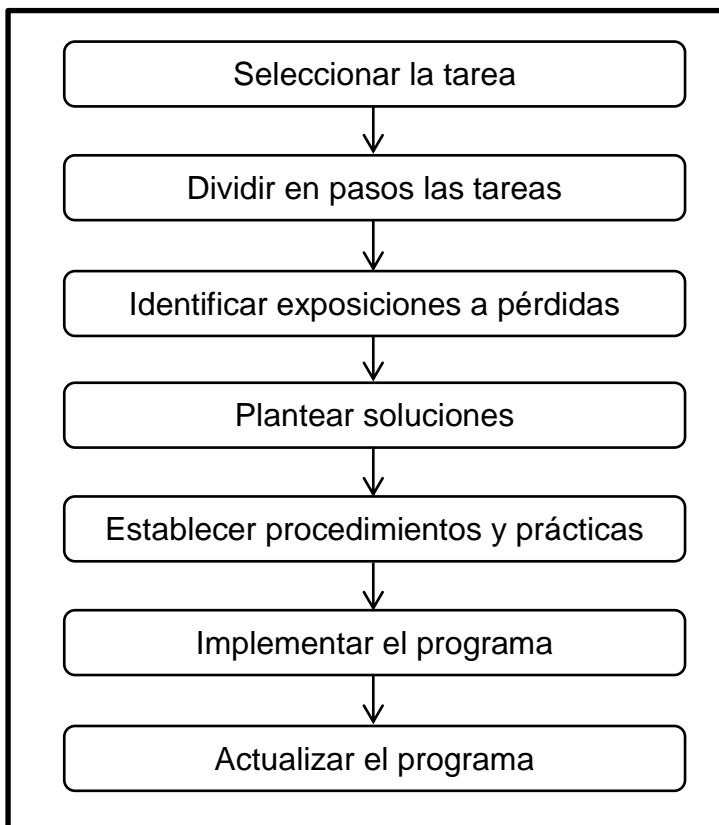 Seleccionar la tarea
Dividir en pasos las tareas
Identificar exposiciones a pérdidas
Plantear soluciones
Establecer procedimientos y prácticas
Implementar el programa
Actualizar el programa